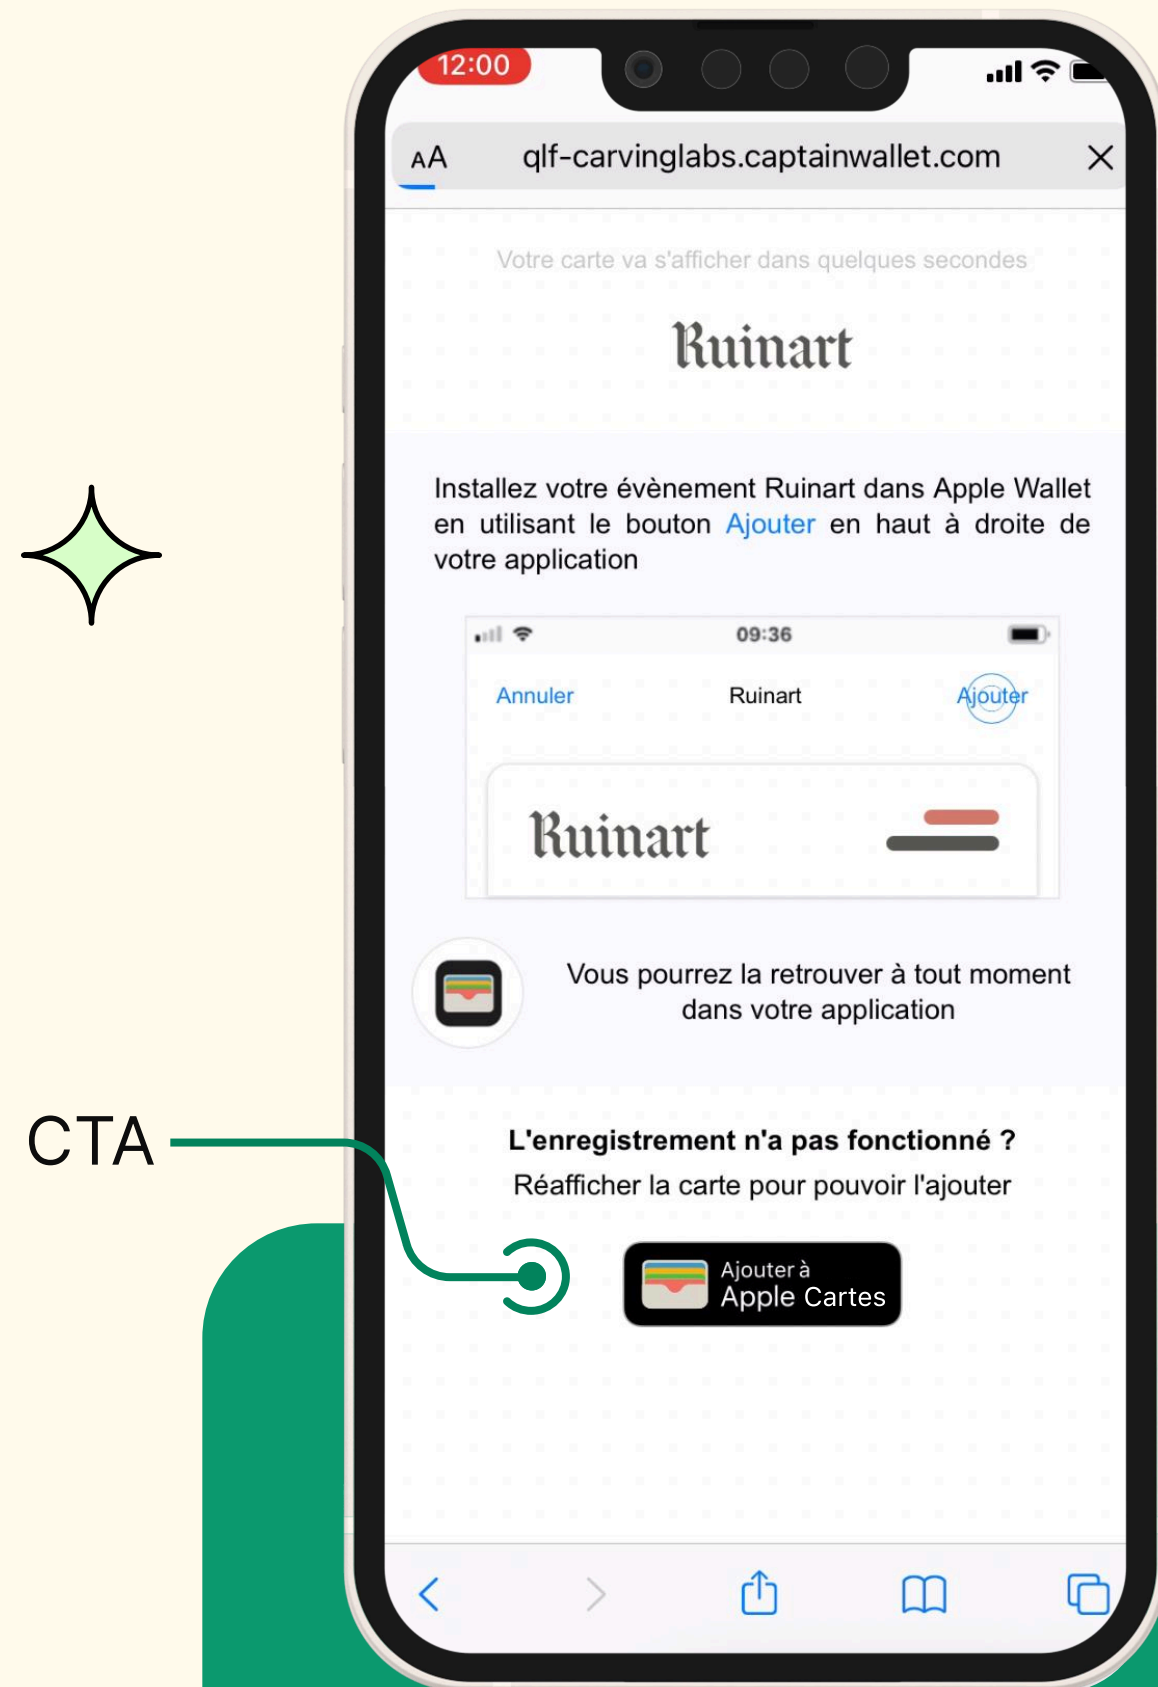 12:00
AA qlf-carvinglabs.captainwallet.com
Votre carte va s'afficher dans quelques secondes
Ruinart
Installez votre évènement Ruinart dans Apple Wallet
en utilisant le bouton Ajouter en haut à droite de
votre application
09:36
Annuler Ruinart Ajouter
Ruinart
Vous pourrez la retrouver à tout moment
dans votre application
CTA
L'enregistrement n'a pas fonctionné ?
Réafficher la carte pour pouvoir l'ajouter
Ajouter à
Apple Cartes